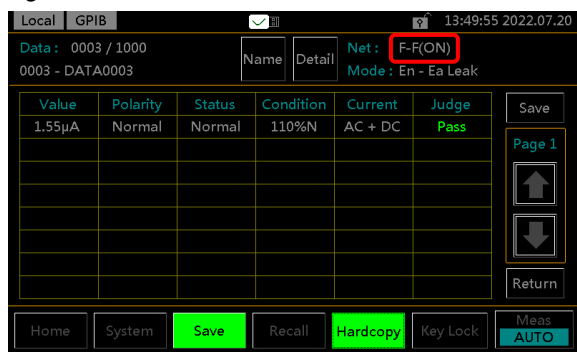 Local GPIB 13:49:55 2022.07.20
Data : 0003 / 1000
0003 - DATA0003
Name Detail
Net : F-F(ON)
Mode : En - Ea Leak
Value Polarity Status Condition Current Judge
1.55µA Normal Normal 110%N AC + DC Pass
Save
Page 1
Return
Home System Save Recall Hardcopy Key Lock Meas
AUTO